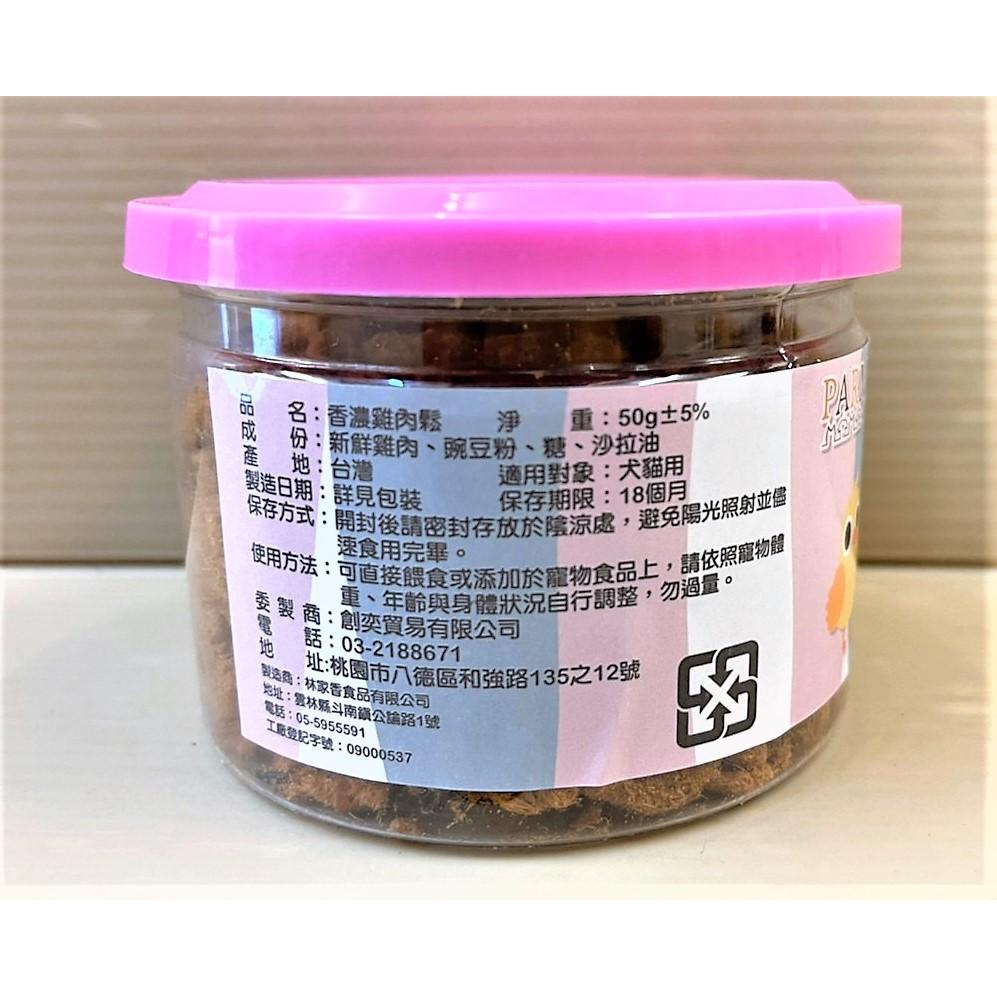 品　　名：香濃雞肉鬆　　淨　　重：50g±5%
成　　份：新鮮雞肉、豌豆粉、糖、沙拉油
產　　地：台灣　　適用對象：犬貓用
製造日期：詳見包裝　　保存期限：18個月
保存方式：開封後請密封存放於陰涼處，避免陽光照射並儘
速食用完畢。
使用方法：可直接餵食或添加於寵物食品上，請依照寵物體
重、年齡與身體狀況自行調整，勿過量。
委 製 商：創奕貿易有限公司
電　　話：03-2188671
地　　址:桃園市八德區和強路135之12號
製造商：林家香食品有限公司
地址：雲林縣斗南鎮公論路1號
電話：05-5955591
工廠登記字號：09000537